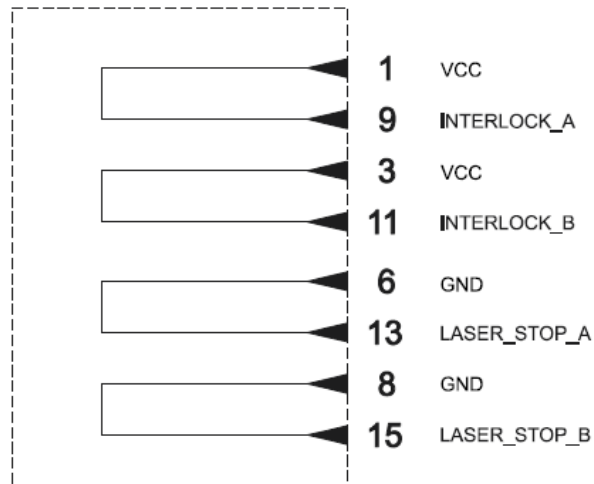 1 VCC
9 INTERLOCK_A
3 VCC
11 INTERLOCK_B
6 GND
13 LASER_STOP_A
8 GND
15 LASER_STOP_B